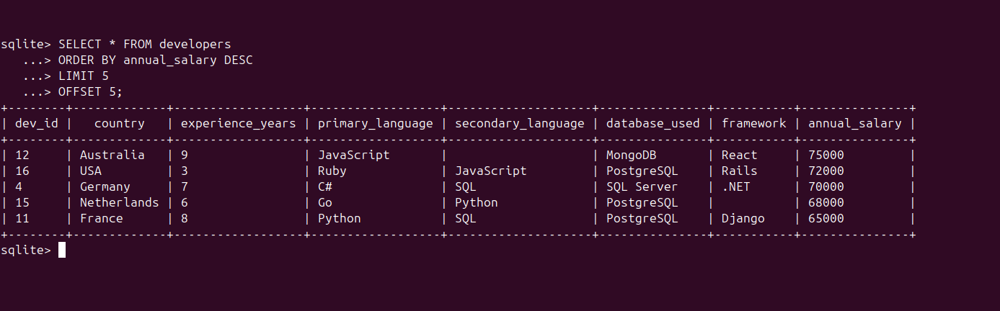 sqlite> SELECT * FROM developers
   ...> ORDER BY annual_salary DESC
   ...> LIMIT 5
   ...> OFFSET 5;
+--------+-------------+------------------+------------------+--------------------+---------------+-----------+---------------+
| dev_id |   country   | experience_years | primary_language | secondary_language | database_used | framework | annual_salary |
+--------+-------------+------------------+------------------+--------------------+---------------+-----------+---------------+
| 12     | Australia   | 9                | JavaScript       |                    | MongoDB       | React     | 75000         |
| 16     | USA         | 3                | Ruby             | JavaScript         | PostgreSQL    | Rails     | 72000         |
| 4      | Germany     | 7                | C#               | SQL                | SQL Server    | .NET      | 70000         |
| 15     | Netherlands | 6                | Go               | Python             | PostgreSQL    |           | 68000         |
| 11     | France      | 8                | Python           | SQL                | PostgreSQL    | Django    | 65000         |
+--------+-------------+------------------+------------------+--------------------+---------------+-----------+---------------+
sqlite>